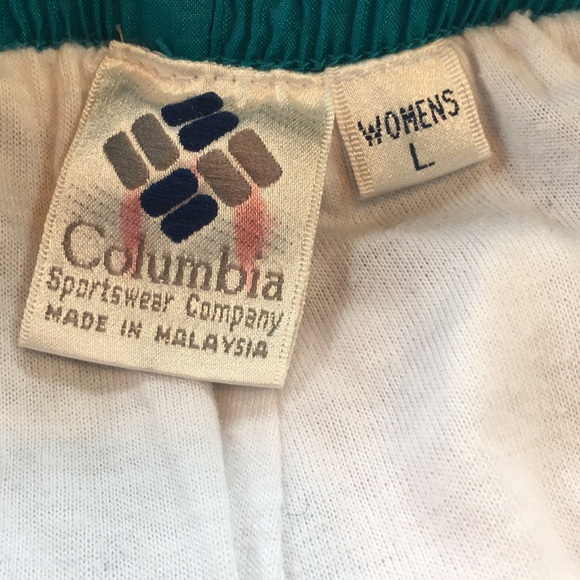 Columbia
Sportswear Company
MADE IN MALAYSIA
WOMENS
L